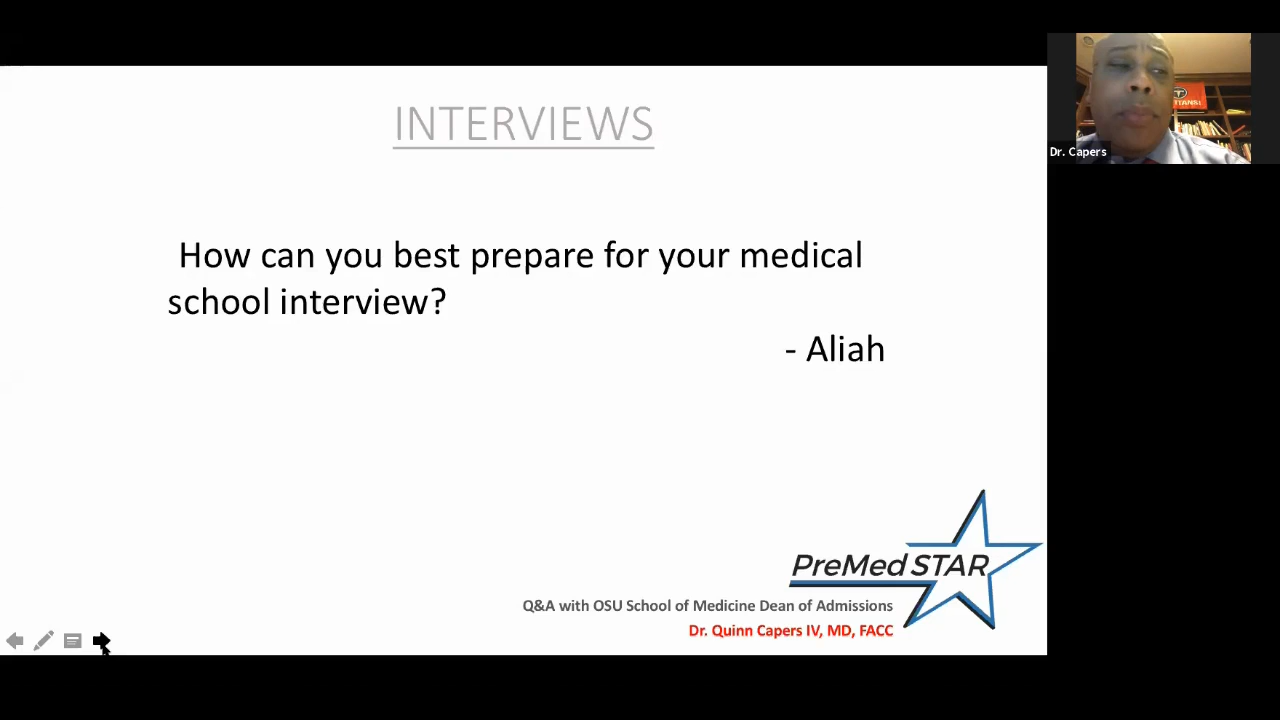 INTERVIEWS
How can you best prepare for your medical
school interview?
- Aliah
PreMed STAR
Q&A with OSU School of Medicine Dean of Admissions
Dr. Quinn Capers IV, MD, FACC
Dr. Capers
TITANS